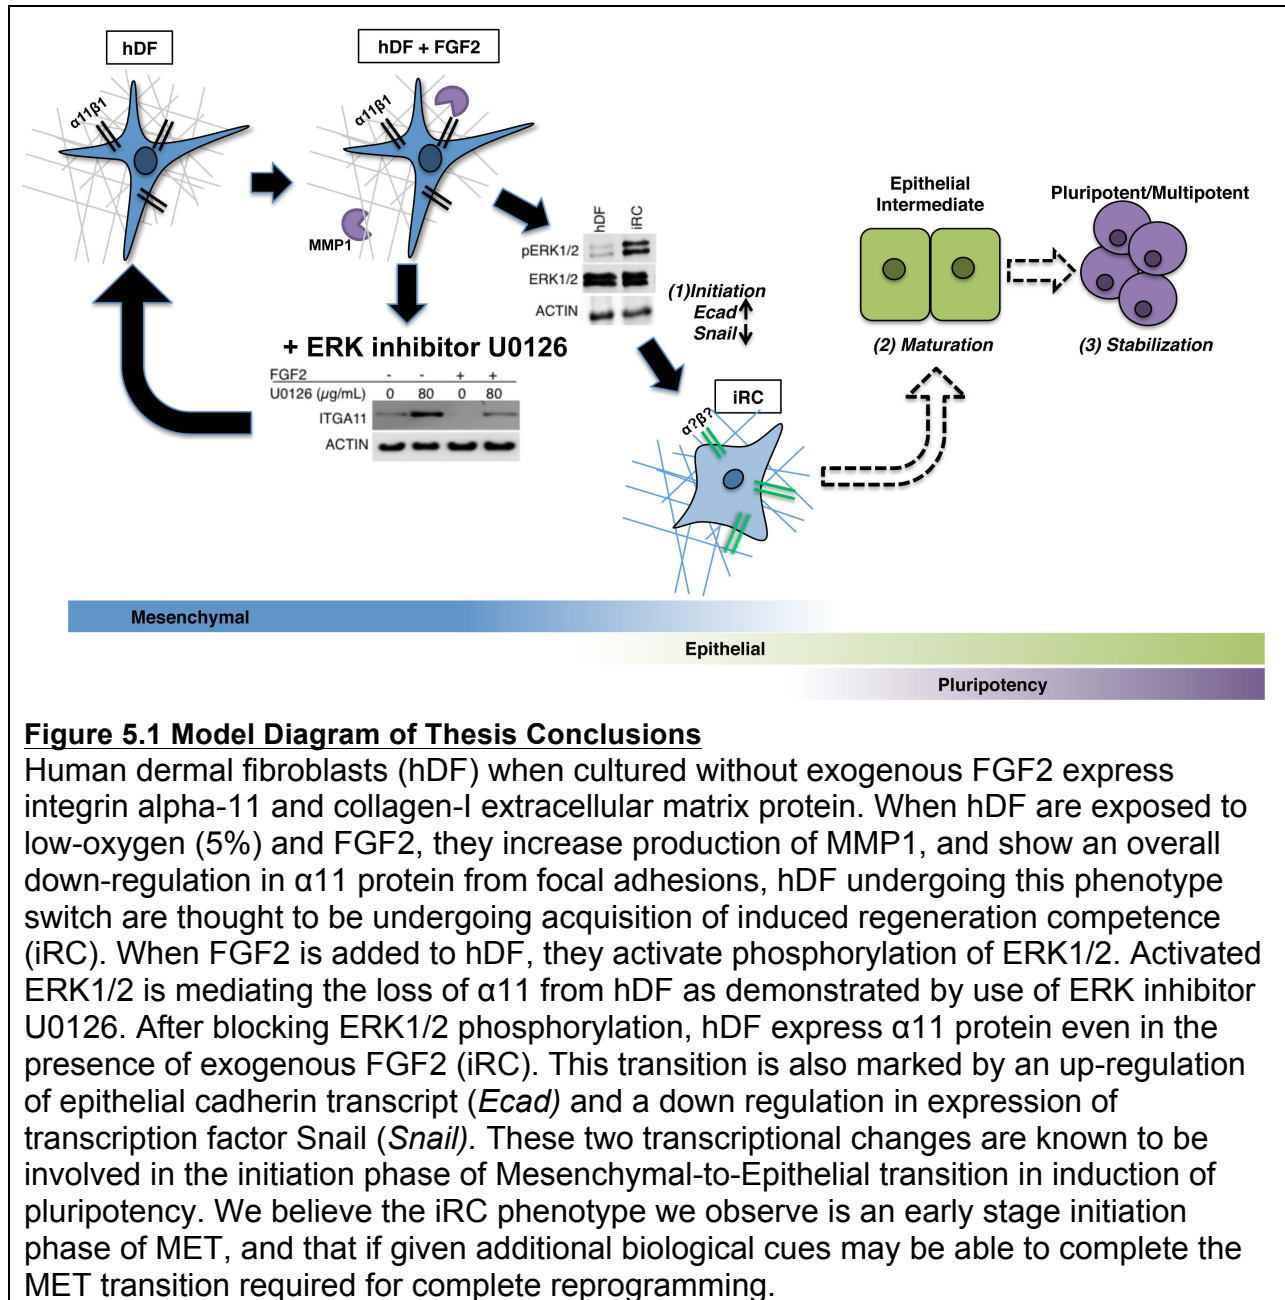 hDF
hDF + FGF2
α11β1
α11β1
MMP1
hDF
iRC
pERK1/2
ERK1/2
ACTIN
(1)Initiation
Ecad
Snail
+ ERK inhibitor U0126
FGF2 - - + +
U0126 (µg/mL) 0 80 0 80
ITGA11
ACTIN
iRC
α?β?
Epithelial
Intermediate
(2) Maturation
Pluripotent/Multipotent
(3) Stabilization
Mesenchymal
Epithelial
Pluripotency
Figure 5.1 Model Diagram of Thesis Conclusions
Human dermal fibroblasts (hDF) when cultured without exogenous FGF2 express
integrin alpha-11 and collagen-I extracellular matrix protein. When hDF are exposed to
low-oxygen (5%) and FGF2, they increase production of MMP1, and show an overall
down-regulation in α11 protein from focal adhesions, hDF undergoing this phenotype
switch are thought to be undergoing acquisition of induced regeneration competence
(iRC). When FGF2 is added to hDF, they activate phosphorylation of ERK1/2. Activated
ERK1/2 is mediating the loss of α11 from hDF as demonstrated by use of ERK inhibitor
U0126. After blocking ERK1/2 phosphorylation, hDF express α11 protein even in the
presence of exogenous FGF2 (iRC). This transition is also marked by an up-regulation
of epithelial cadherin transcript (Ecad) and a down regulation in expression of
transcription factor Snail (Snail). These two transcriptional changes are known to be
involved in the initiation phase of Mesenchymal-to-Epithelial transition in induction of
pluripotency. We believe the iRC phenotype we observe is an early stage initiation
phase of MET, and that if given additional biological cues may be able to complete the
MET transition required for complete reprogramming.